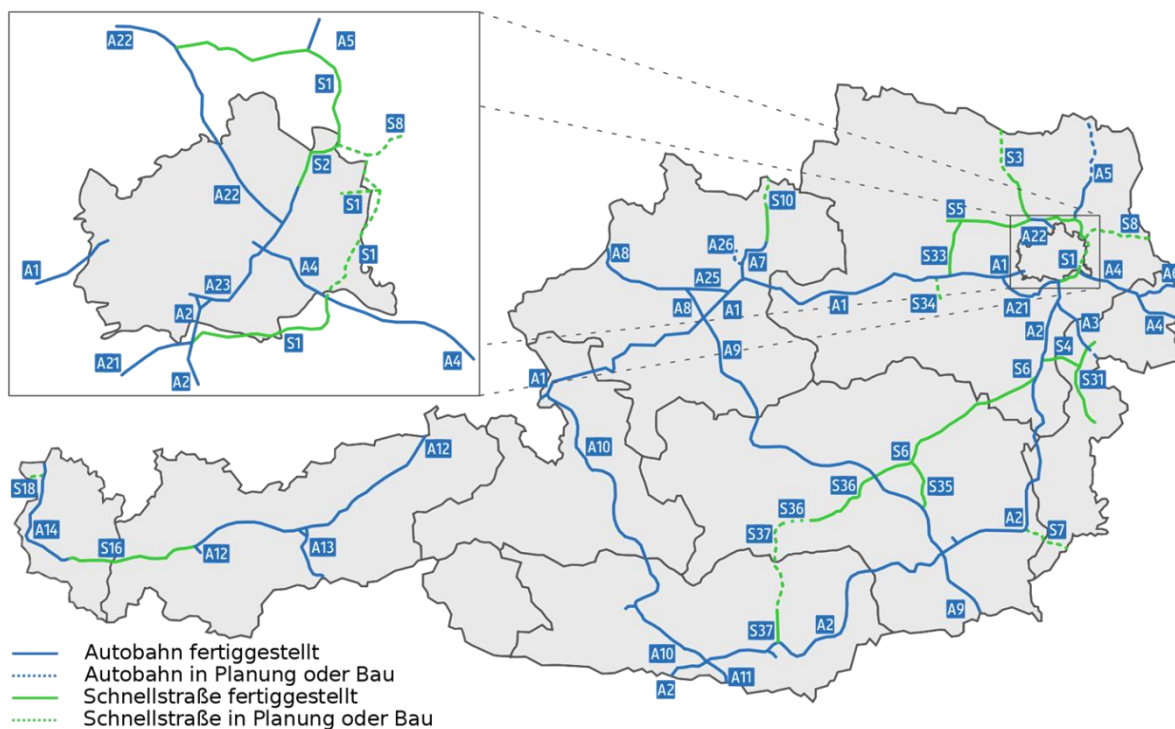 A22
A5
S1
S8
S2
A22
S1
A1
S1
A4
A23
A2
S1
A21
A2
A4
S3
A5
S10
S5
S8
A26
A22
A8
A7
S33
A1
S1
A4
A6
A25
A8
A1
A1
S34
A21
A2
A3
A4
A9
S4
S6
S31
A1
A10
A12
S6
S36
S35
S18
S36
S37
A2
S7
A14
S16
A12
A13
S37
A2
A9
A10
A11
A2
Autobahn fertiggestellt
Autobahn in Planung oder Bau
Schnellstraße fertiggestellt
Schnellstraße in Planung oder Bau